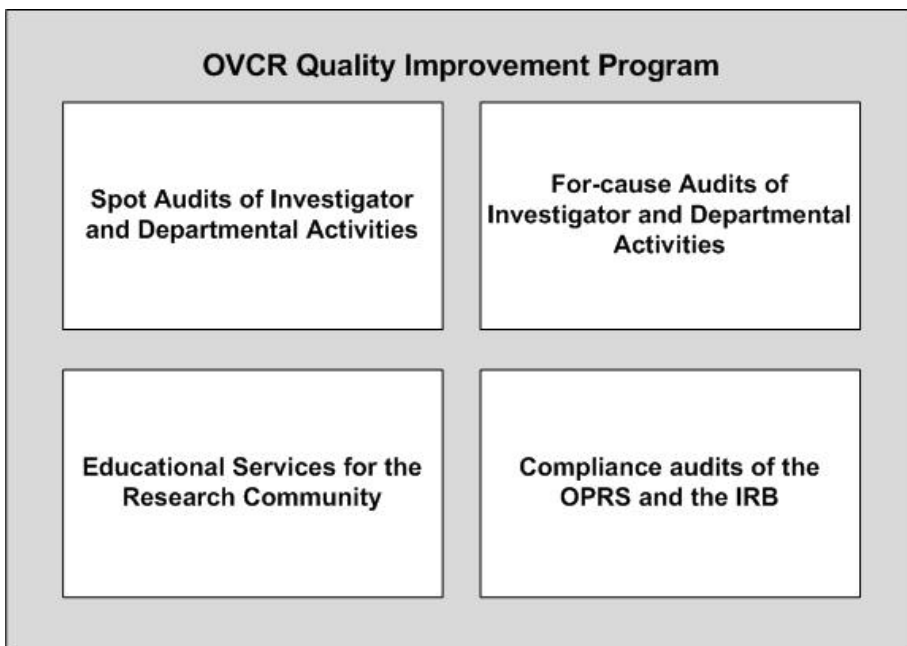 OVCR Quality Improvement Program
Spot Audits of Investigator
and Departmental Activities
For-cause Audits of
Investigator and Departmental
Activities
Educational Services for the
Research Community
Compliance audits of the
OPRS and the IRB